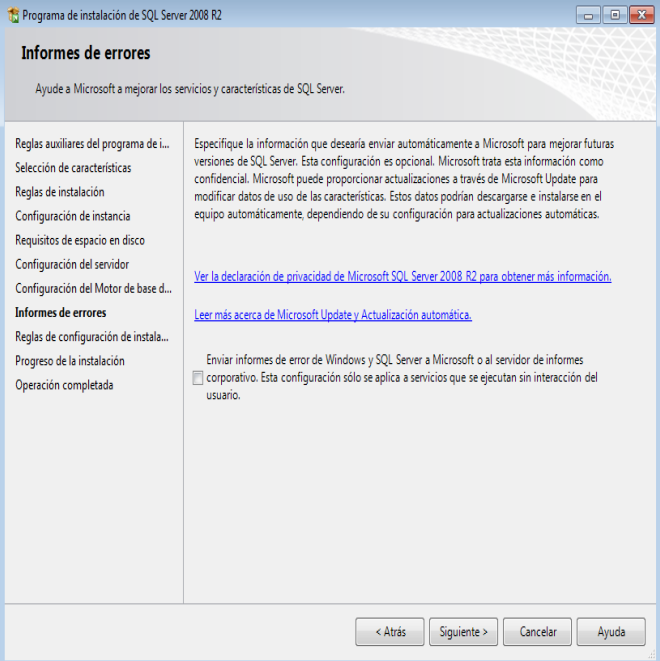 Programa de instalación de SQL Server 2008 R2
Informes de errores
Ayude a Microsoft a mejorar los servicios y características de SQL Server.
Reglas auxiliares del programa de i...
Selección de características
Reglas de instalación
Configuración de instancia
Requisitos de espacio en disco
Configuración del servidor
Configuración del Motor de base d...
Informes de errores
Reglas de configuración de instala...
Progreso de la instalación
Operación completada
Especifique la información que desearía enviar automáticamente a Microsoft para mejorar futuras
versiones de SQL Server. Esta configuración es opcional. Microsoft trata esta información como
confidencial. Microsoft puede proporcionar actualizaciones a través de Microsoft Update para
modificar datos de uso de las características. Estos datos podrían descargarse e instalarse en el
equipo automáticamente, dependiendo de su configuración para actualizaciones automáticas.
Ver la declaración de privacidad de Microsoft SQL Server 2008 R2 para obtener más información.
Leer más acerca de Microsoft Update y Actualización automática.
Enviar informes de error de Windows y SQL Server a Microsoft o al servidor de informes
corporativo. Esta configuración sólo se aplica a servicios que se ejecutan sin interacción del
usuario.
< Atrás
Siguiente >
Cancelar
Ayuda